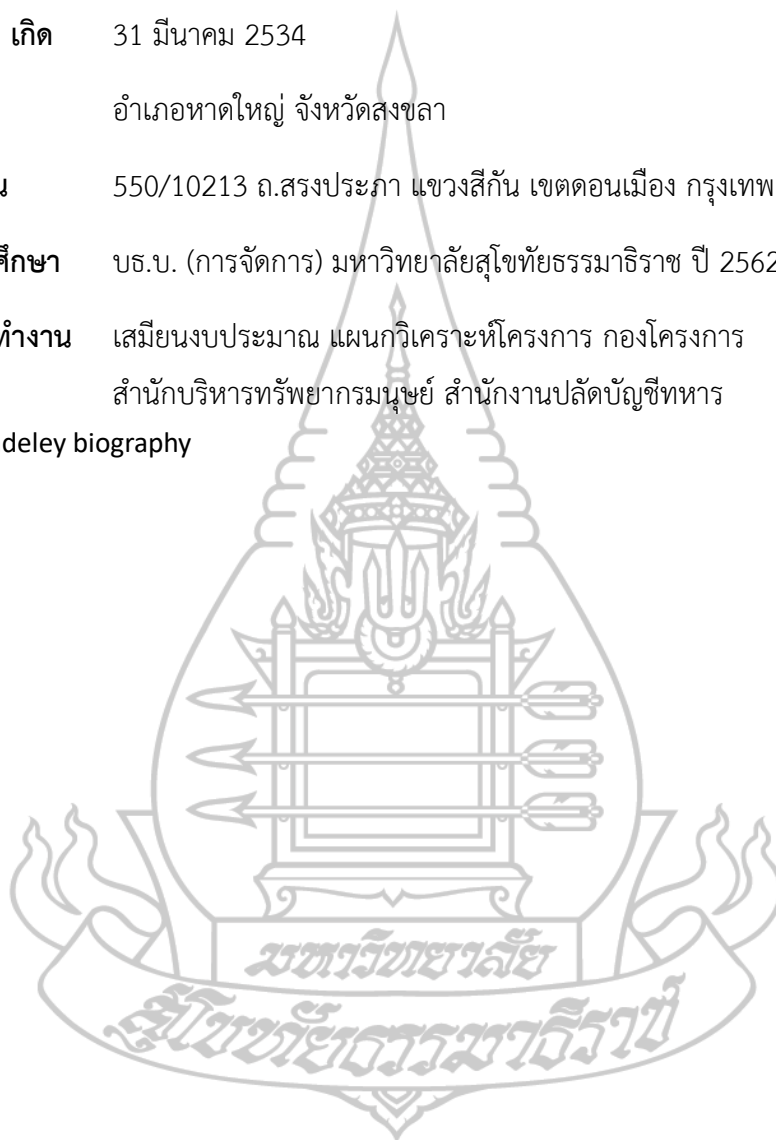 เกิด 31 มีนาคม 2534
อำเภอหาดใหญ่ จังหวัดสงขลา
น 550/10213 ถ.สรงประภา แขวงสีกัน เขตดอนเมือง กรุงเทพ
ศึกษา บธ.บ. (การจัดการ) มหาวิทยาลัยสุโขทัยธรรมาธิราช ปี 2562
ทำงาน เสมียนงบประมาณ แผนกวิเคราะห์โครงการ กองโครงการ
สำนักบริหารทรัพยากรมนุษย์ สำนักงานปลัดบัญชีทหาร
deley biography
มหาวิทยาลัย
สุโขทัยธรรมาธิราช